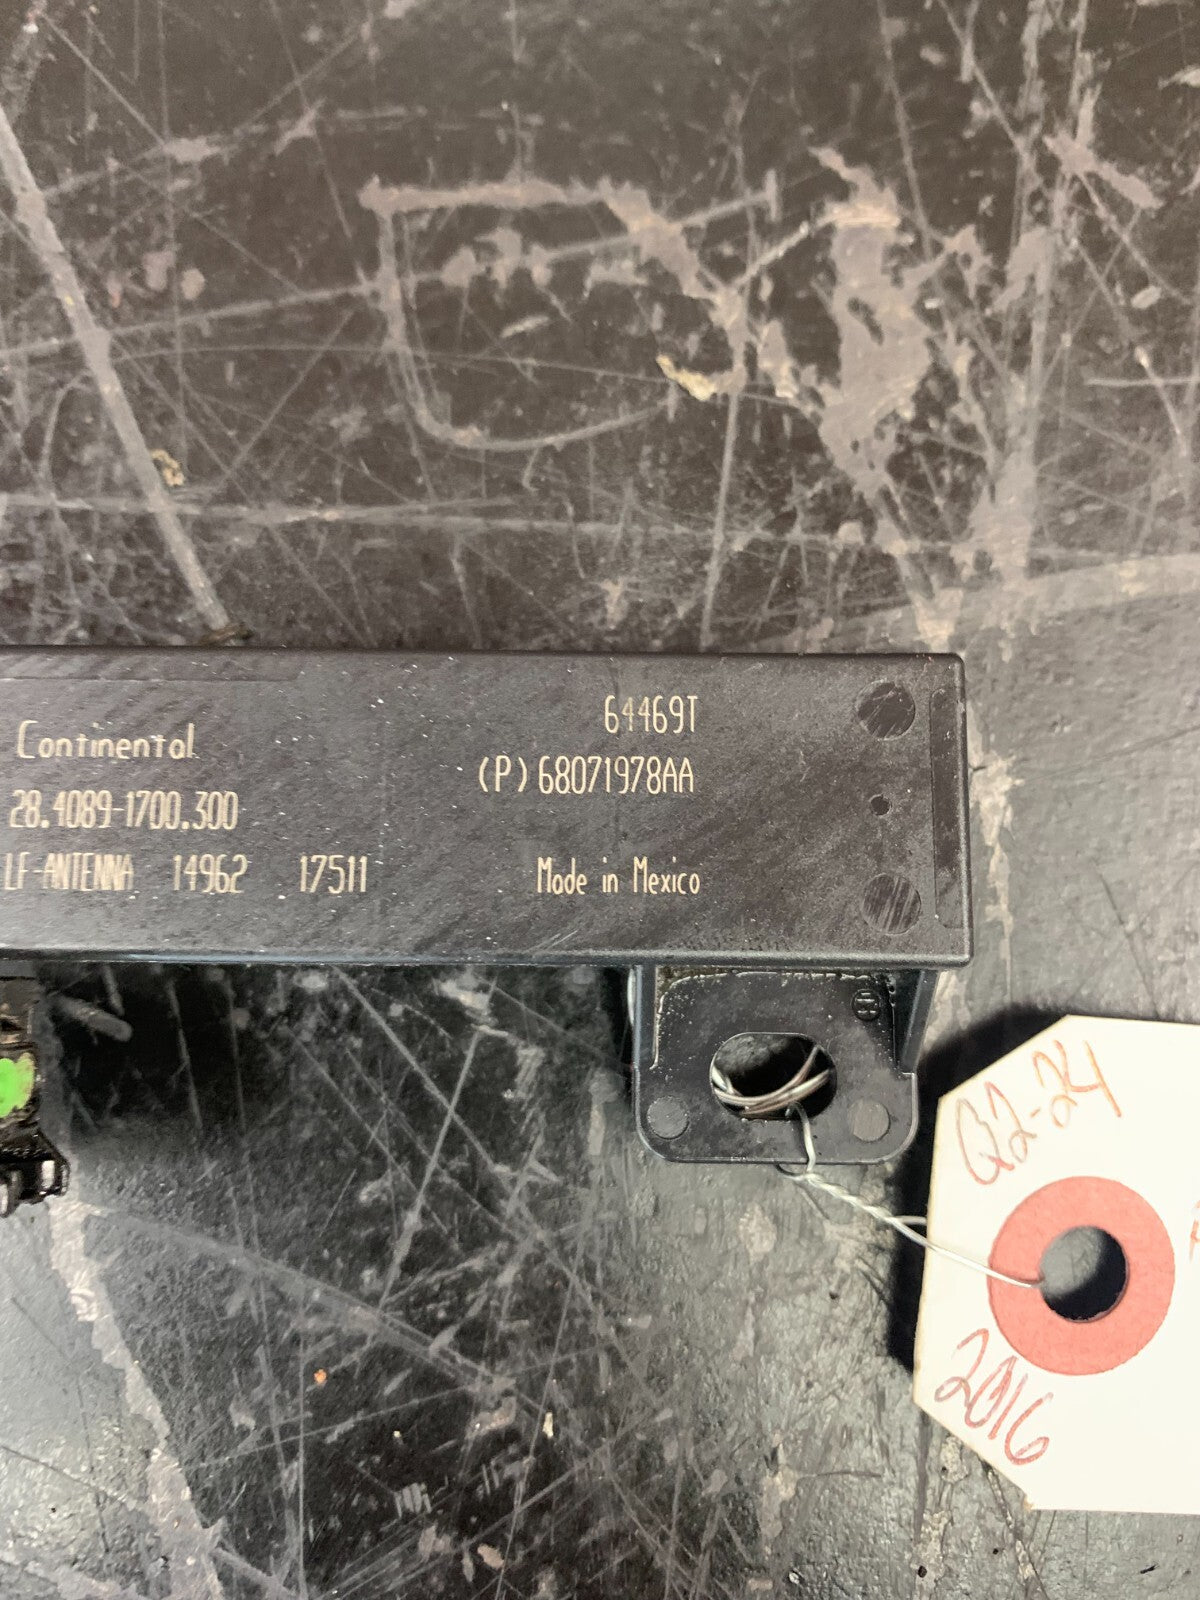 64469T
Continental
(P)68071978AA
28.4089-1700.300
LF-ANTENNA 14962 17511
Made in Mexico
Q2-24
2016